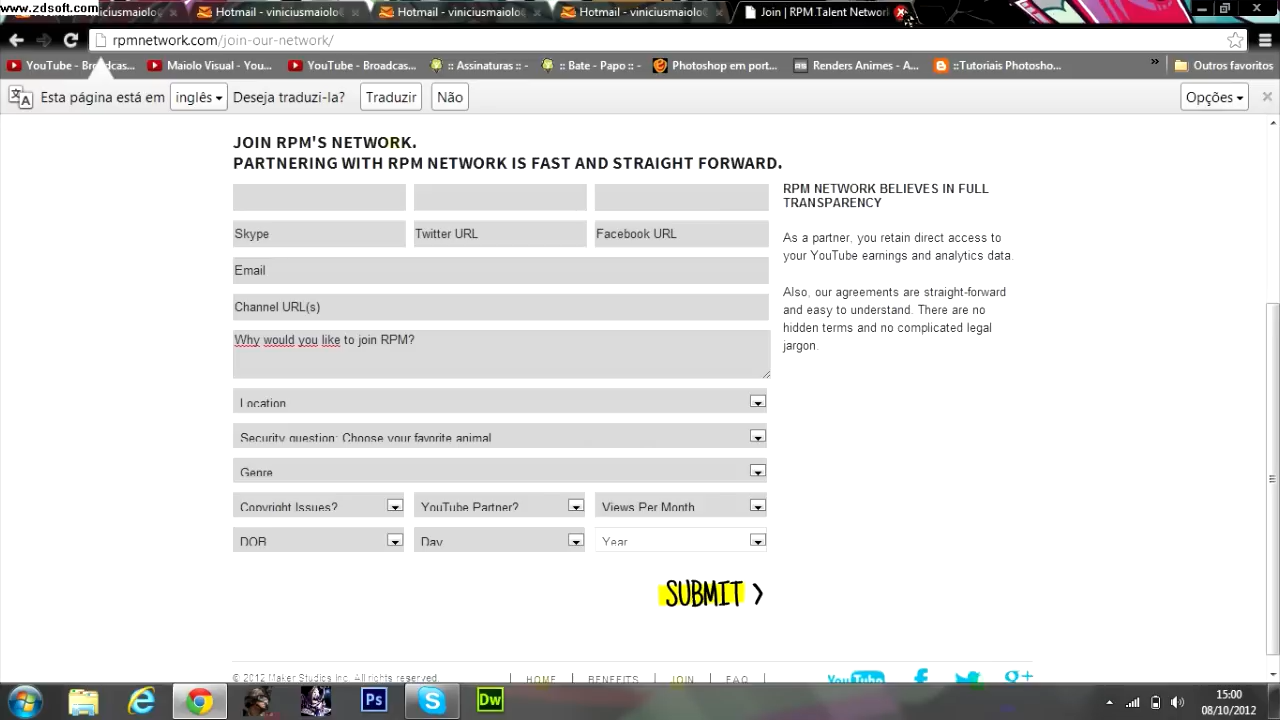 www.zdsoft.com
Hotmail - viniciusmaiolo
Hotmail - viniciusmaiolo
Hotmail - viniciusmaiolo
Join | RPM Talent Network
rpmnetwork.com/join-our-network/
YouTube - Broadcas...
Maiolo Visual - You...
YouTube - Broadcas...
:: Assinaturas :: -
:: Bate - Papo :: -
Photoshop em port...
Renders Animes - A...
::Tutoriais Photosho...
»
Outros favoritos
Esta página está em
inglês
Deseja traduzi-la?
Traduzir
Não
Opções
JOIN RPM'S NETWORK.
PARTNERING WITH RPM NETWORK IS FAST AND STRAIGHT FORWARD.
Skype
Twitter URL
Facebook URL
Email
Channel URL(s)
Why would you like to join RPM?
Location
Security question: Choose your favorite animal
Genre
Copyright Issues?
YouTube Partner?
Views Per Month
DOB
Day
Year
SUBMIT >
RPM NETWORK BELIEVES IN FULL
TRANSPARENCY
As a partner, you retain direct access to
your YouTube earnings and analytics data.
Also, our agreements are straight-forward
and easy to understand. There are no
hidden terms and no complicated legal
jargon.
© 2012 Maker Studios Inc. All rights reserved.
HOME
BENEFITS
JOIN
FAQ
YouTube
f
g+
Ps
S
Dw
15:00
08/10/2012